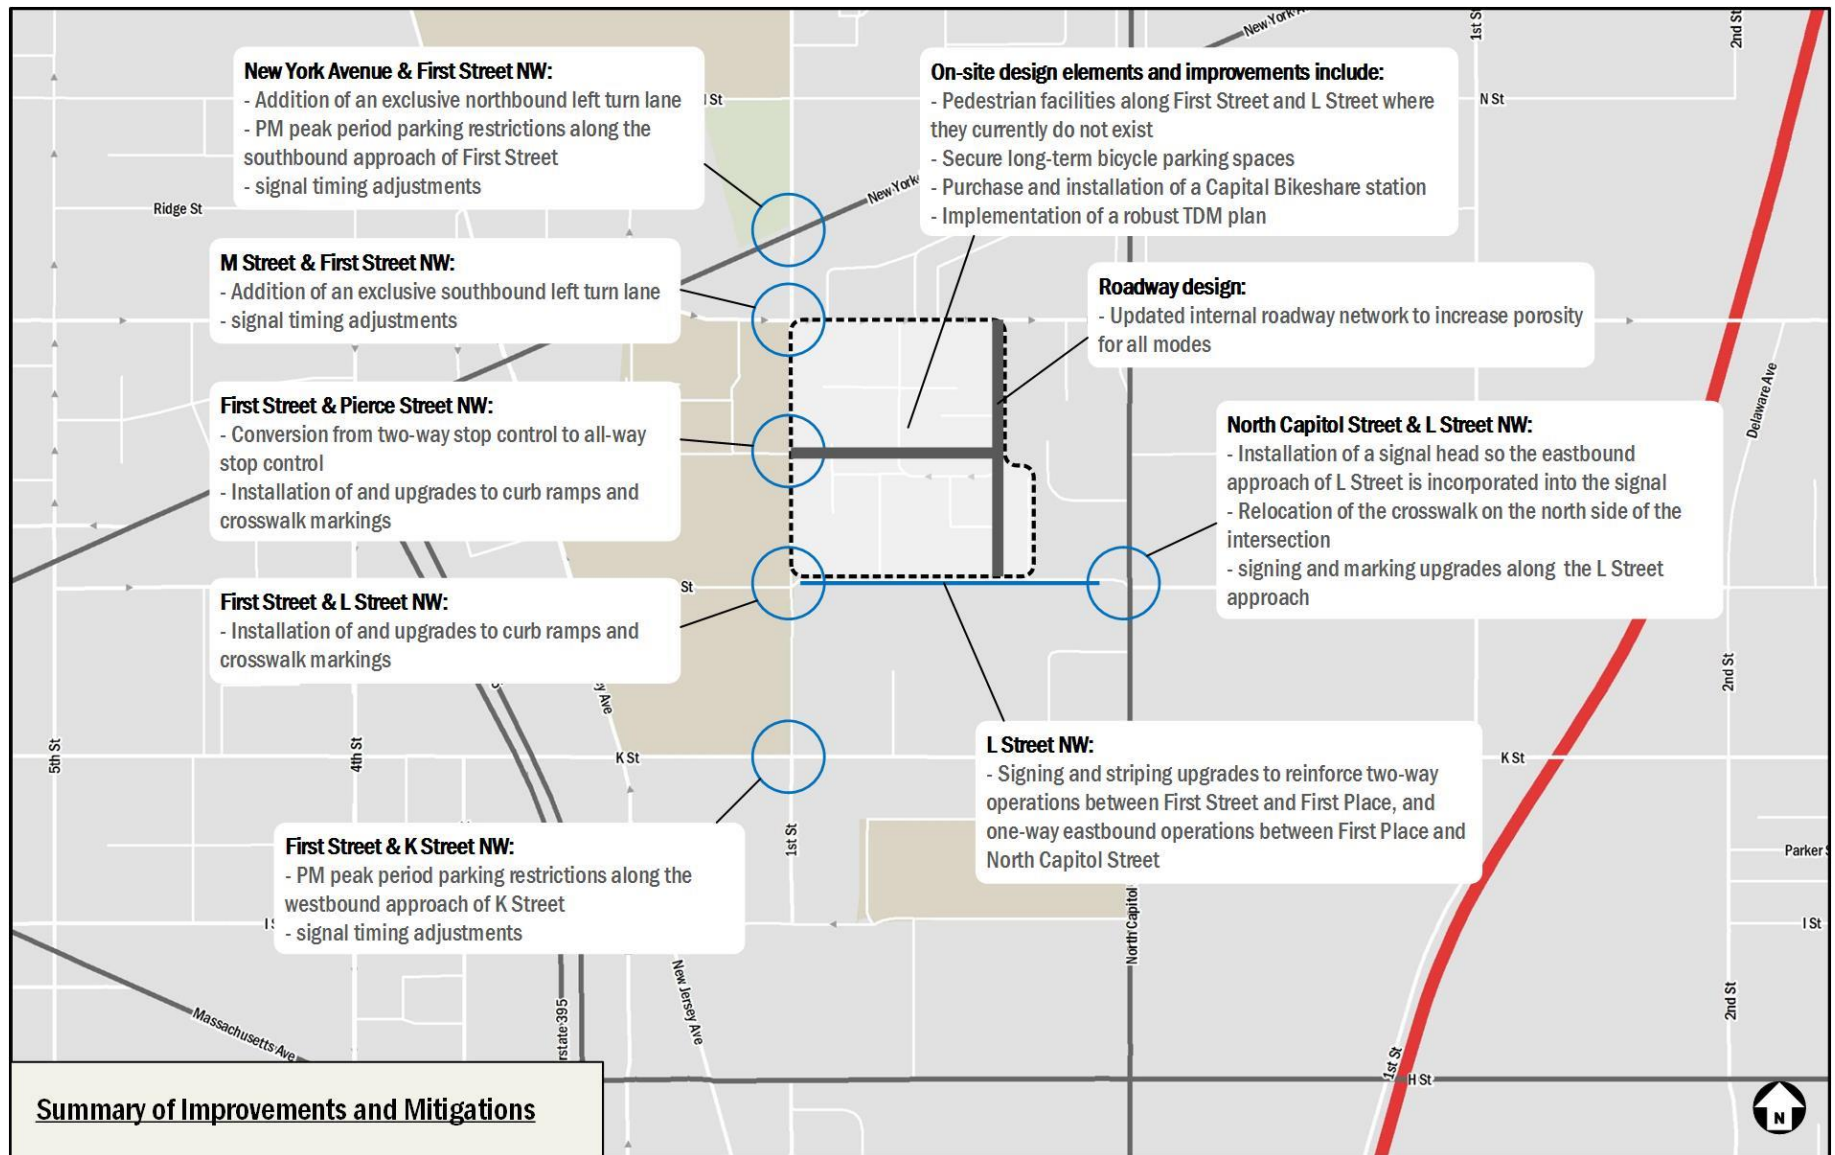 New York Avenue & First Street NW:
- Addition of an exclusive northbound left turn lane
- PM peak period parking restrictions along the
southbound approach of First Street
- signal timing adjustments
On-site design elements and improvements include:
- Pedestrian facilities along First Street and L Street where
they currently do not exist
- Secure long-term bicycle parking spaces
- Purchase and installation of a Capital Bikeshare station
- Implementation of a robust TDM plan
M Street & First Street NW:
- Addition of an exclusive southbound left turn lane
- signal timing adjustments
Roadway design:
- Updated internal roadway network to increase porosity
for all modes
First Street & Pierce Street NW:
- Conversion from two-way stop control to all-way
stop control
- Installation of and upgrades to curb ramps and
crosswalk markings
North Capitol Street & L Street NW:
- Installation of a signal head so the eastbound
approach of L Street is incorporated into the signal
- Relocation of the crosswalk on the north side of the
intersection
- signing and marking upgrades along the L Street
approach
First Street & L Street NW:
- Installation of and upgrades to curb ramps and
crosswalk markings
L Street NW:
- Signing and striping upgrades to reinforce two-way
operations between First Street and First Place, and
one-way eastbound operations between First Place and
North Capitol Street
First Street & K Street NW:
- PM peak period parking restrictions along the
westbound approach of K Street
- signal timing adjustments
New York
1st St
2nd St
St
N St
Ridge St
New York
Delaware Ave
St
ey Ave
2nd St
5th St
4th St
K St
K St
1st St
Parker
I St
I St
North Capitol
New Jersey Ave
2nd St
Massachusetts Ave
rstate 395
1st St
H St
N
Summary of Improvements and Mitigations